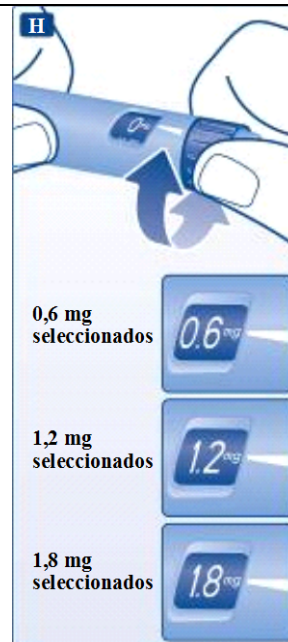 H
0 mg
0,6 mg
seleccionados
0.6 mg
1,2 mg
seleccionados
1.2 mg
1,8 mg
seleccionados
1.8 mg